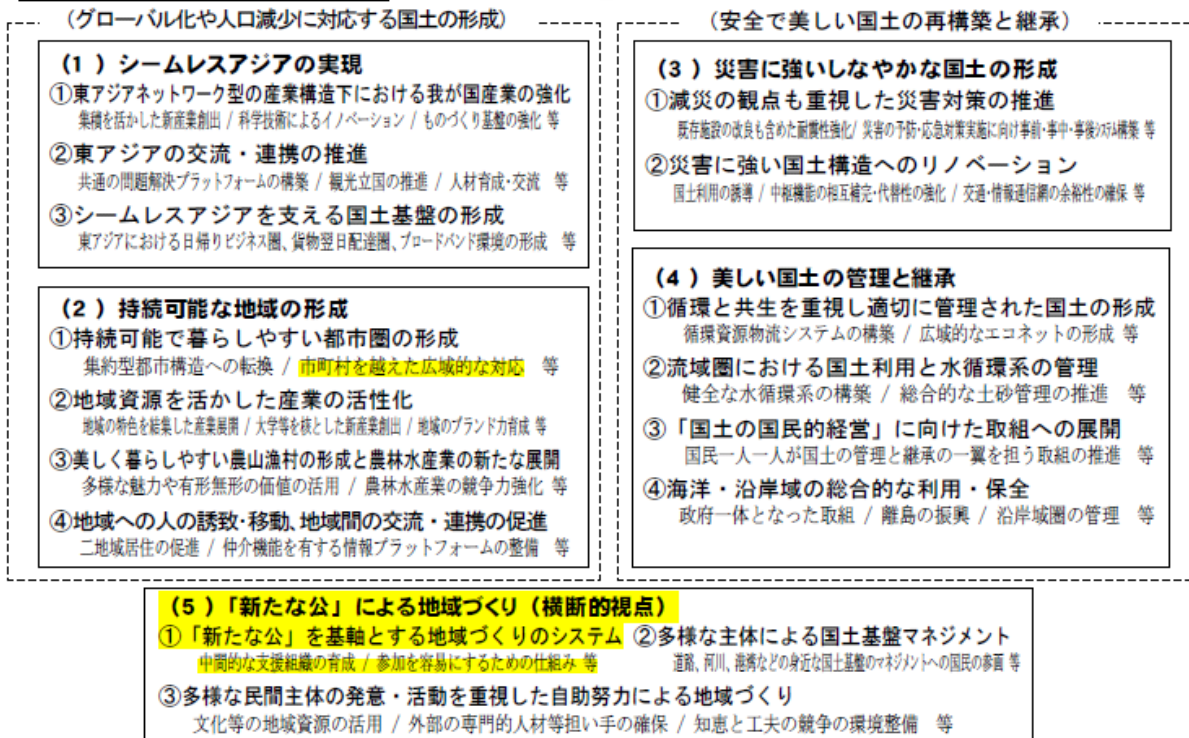 (グローバル化や人口減少に対応する国土の形成)
(1)シームレスアジアの実現
①東アジアネットワーク型の産業構造下における我が国産業の強化
集積を活かした新産業創出 / 科学技術によるイノベーション / ものづくり基盤の強化 等
②東アジアの交流・連携の推進
共通の問題解決プラットフォームの構築 / 観光立国の推進 / 人材育成・交流 等
③シームレスアジアを支える国土基盤の形成
東アジアにおける日帰りビジネス圏、貨物翌日配達圏、ブロードバンド環境の形成 等
(2)持続可能な地域の形成
①持続可能で暮らしやすい都市圏の形成
集約型都市構造への転換 / 市町村を越えた広域的な対応 等
②地域資源を活かした産業の活性化
地域の特色を結集した産業展開 / 大学等を核とした新産業創出 / 地域のブランド力育成 等
③美しく暮らしやすい農山漁村の形成と農林水産業の新たな展開
多様な魅力や有形無形の価値の活用 / 農林水産業の競争力強化 等
④地域への人の誘致・移動、地域間の交流・連携の促進
二地域居住の促進 / 仲介機能を有する情報プラットフォームの整備 等
(安全で美しい国土の再構築と継承)
(3)災害に強いしなやかな国土の形成
①減災の観点も重視した災害対策の推進
既存施設の改良も含めた耐震性強化/ 災害の予防・応急対策実施に向け事前・事中・事後システム構築 等
②災害に強い国土構造へのリノベーション
国土利用の誘導 / 中枢機能の相互補完・代替性の強化 / 交通・情報通信網の余裕性の確保 等
(4)美しい国土の管理と継承
①循環と共生を重視し適切に管理された国土の形成
循環資源物流システムの構築 / 広域的なエコネットの形成 等
②流域圏における国土利用と水循環系の管理
健全な水循環系の構築 / 総合的な土砂管理の推進 等
③「国土の国民的経営」に向けた取組への展開
国民一人一人が国土の管理と継承の一翼を担う取組の推進 等
④海洋・沿岸域の総合的な利用・保全
政府一体となった取組 / 離島の振興 / 沿岸域圏の管理 等
(5)「新たな公」による地域づくり(横断的視点)
①「新たな公」を基軸とする地域づくりのシステム
中間的な支援組織の育成 / 参加を容易にするための仕組み 等
②多様な主体による国土基盤マネジメント
道路、河川、港湾などの身近な国土基盤のマネジメントへの国民の参画 等
③多様な民間主体の発意・活動を重視した自助努力による地域づくり
文化等の地域資源の活用 / 外部の専門的人材等担い手の確保 / 知恵と工夫の競争の環境整備 等